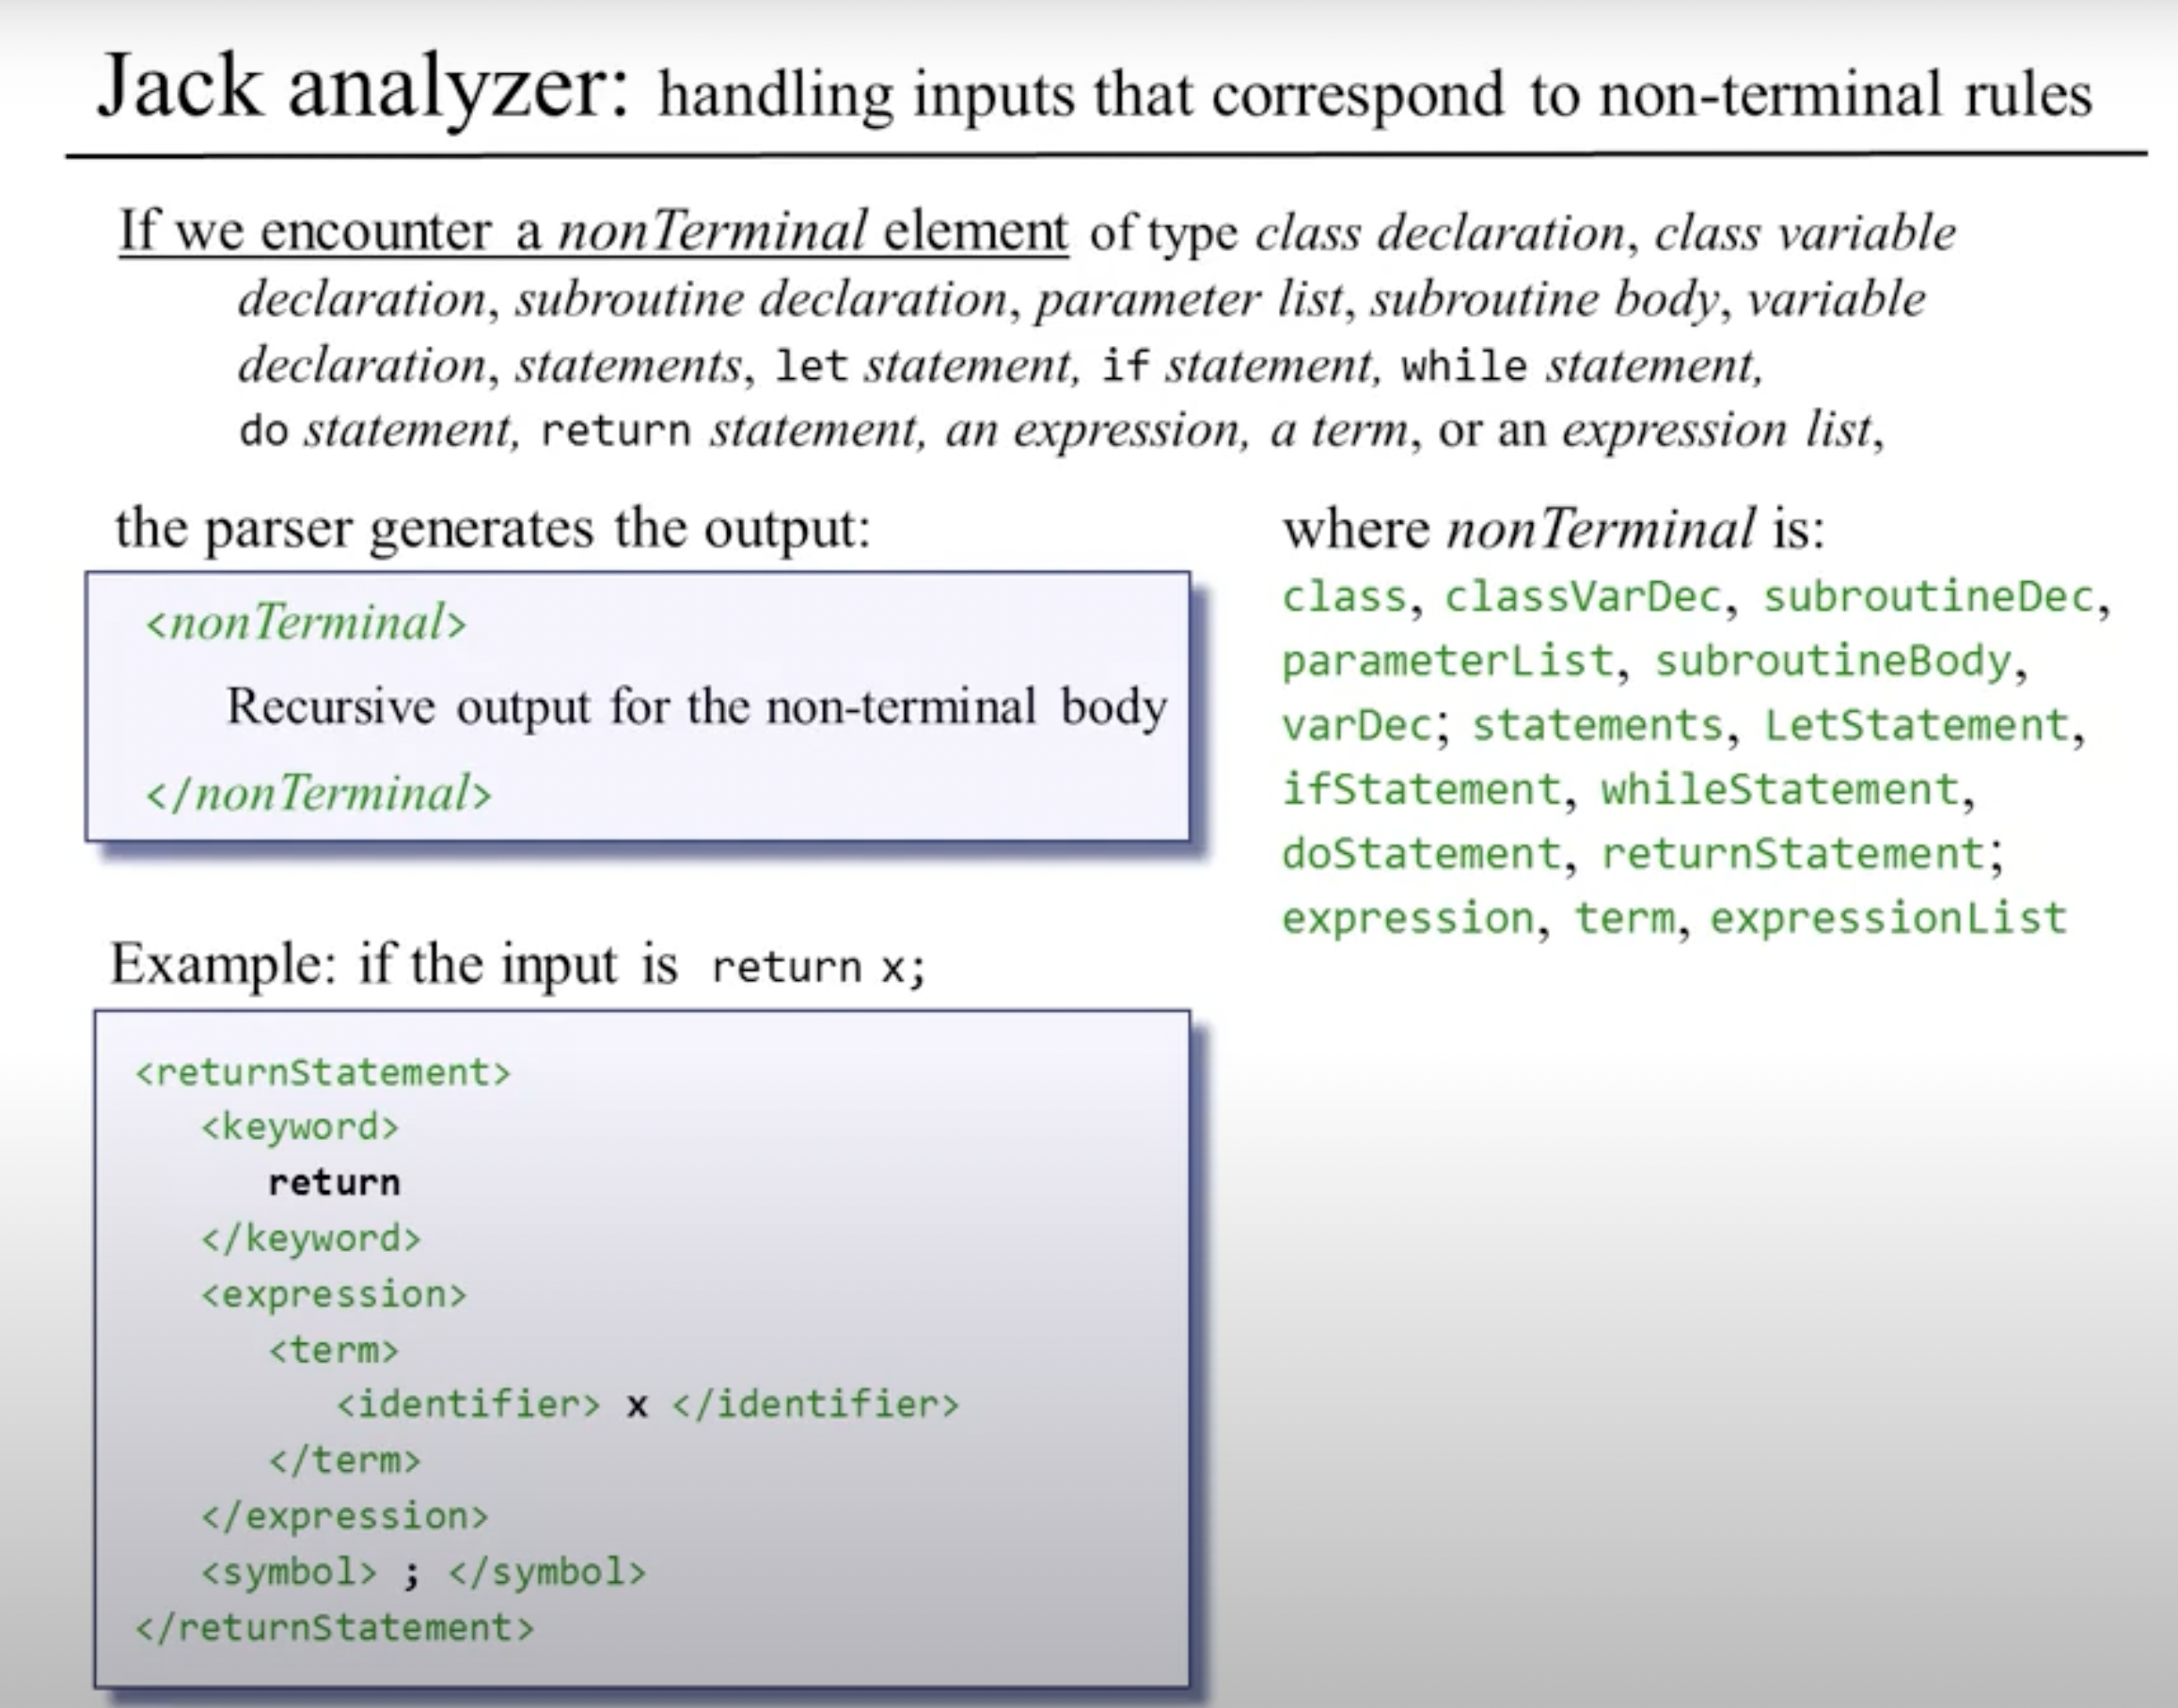 Jack analyzer: handling inputs that correspond to non-terminal rules
If we encounter a nonTerminal element of type class declaration, class variable
declaration, subroutine declaration, parameter list, subroutine body, variable
declaration, statements, let statement, if statement, while statement,
do statement, return statement, an expression, a term, or an expression list,
the parser generates the output:
<nonTerminal>
Recursive output for the non-terminal body
</nonTerminal>
where nonTerminal is:
class, classVarDec, subroutineDec,
parameterList, subroutineBody,
varDec; statements, LetStatement,
ifStatement, whileStatement,
doStatement, returnStatement;
expression, term, expressionList
Example: if the input is return x;
<returnStatement>
<keyword>
return
</keyword>
<expression>
<term>
<identifier> x </identifier>
</term>
</expression>
<symbol> ; </symbol>
</returnStatement>